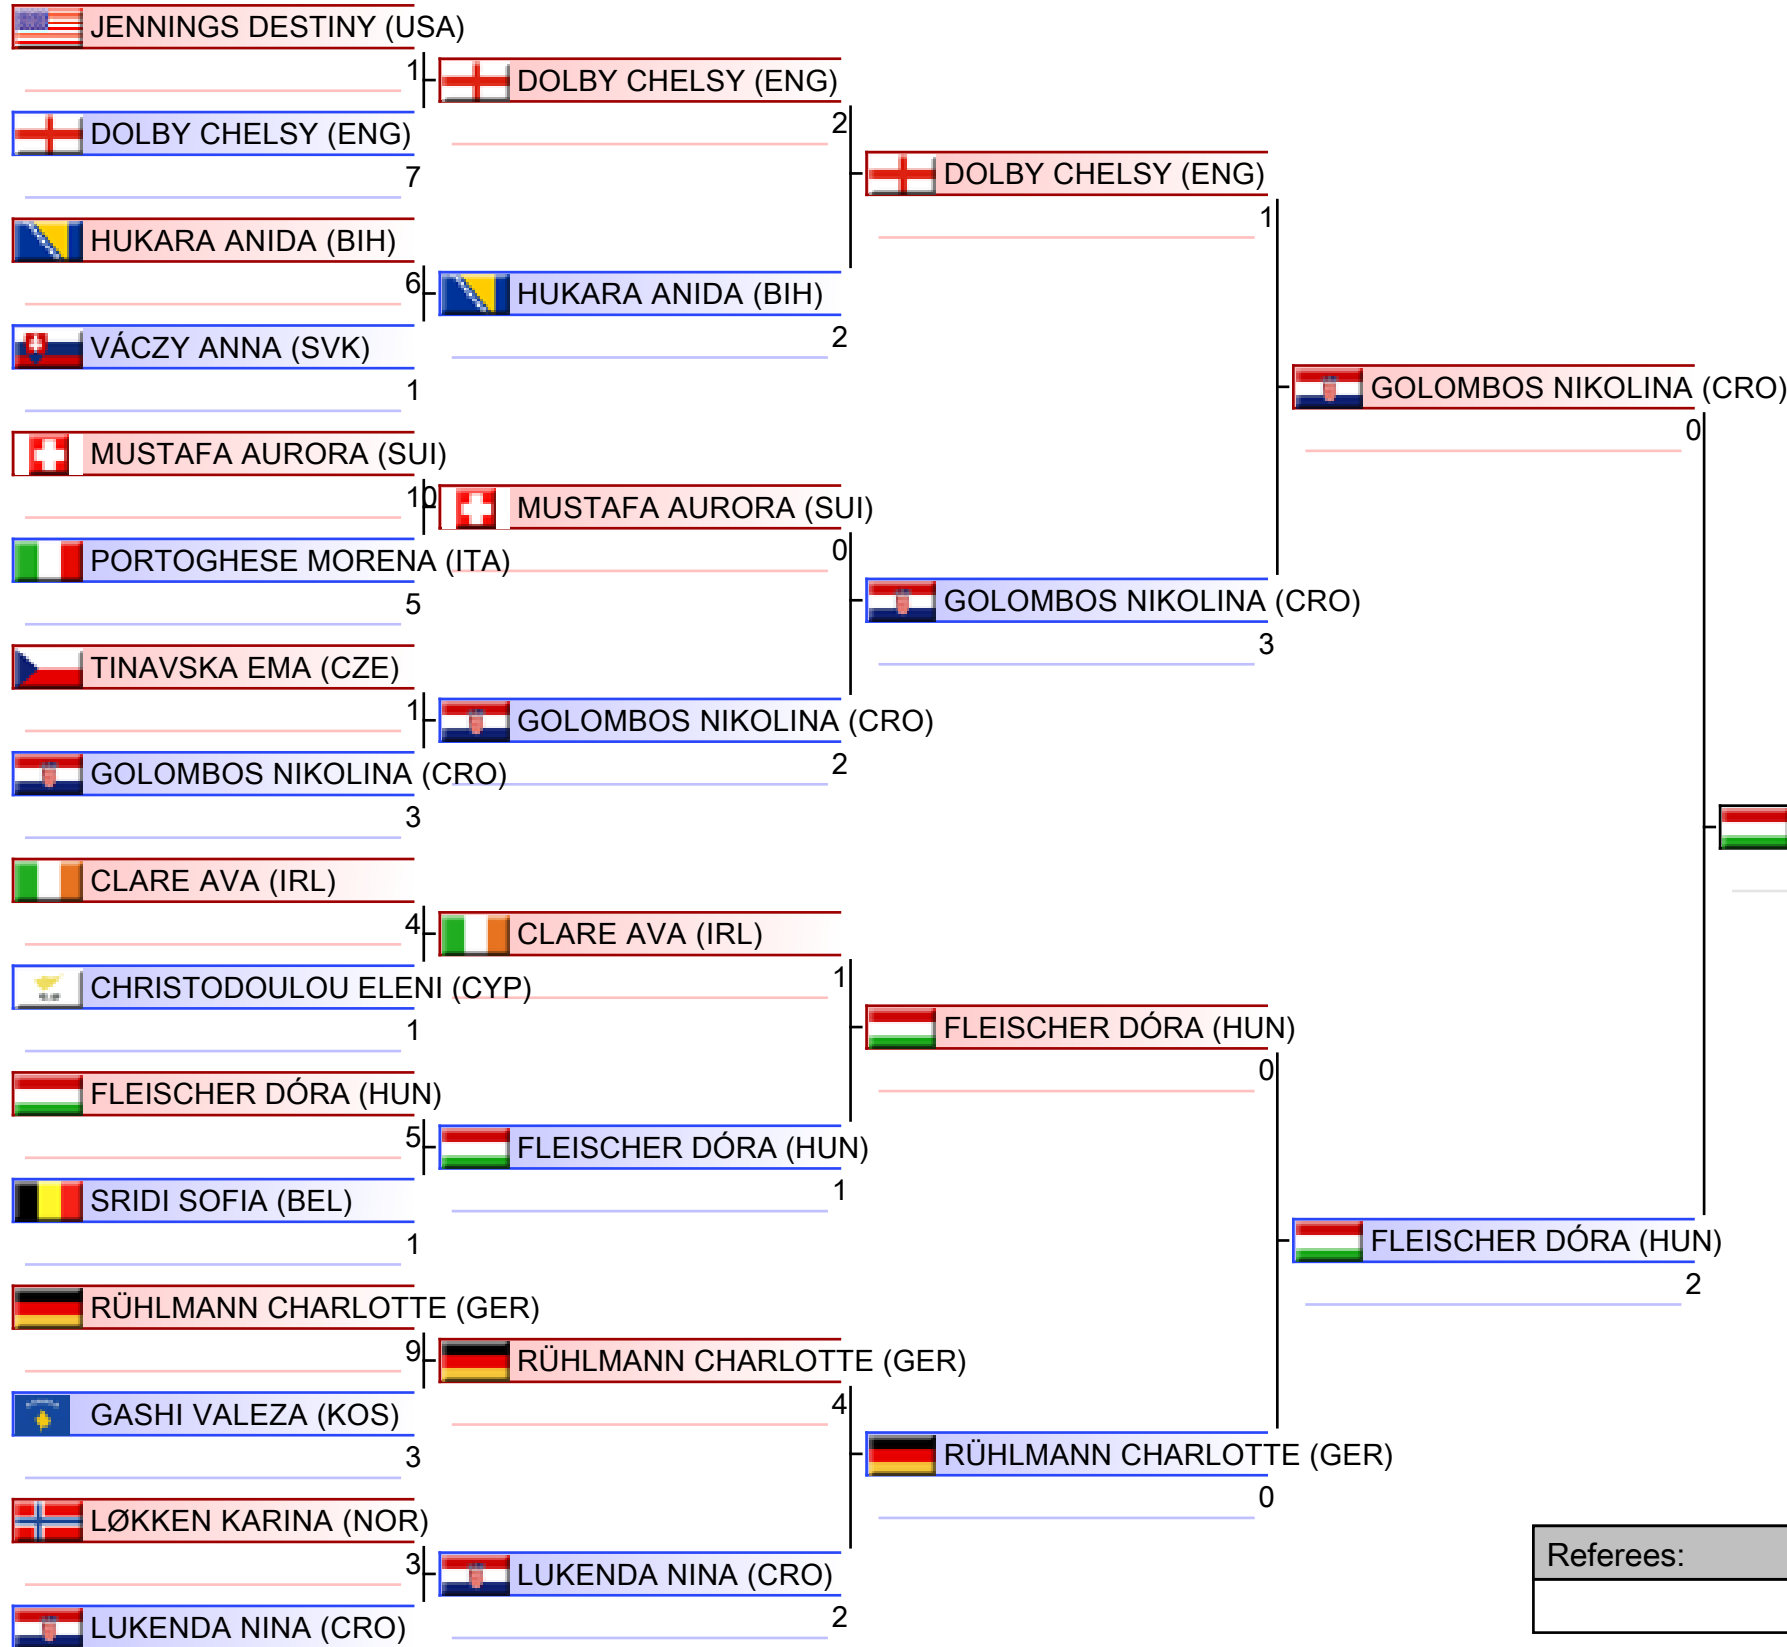 JENNINGS DESTINY (USA)
1
DOLBY CHELSY (ENG)
7
HUKARA ANIDA (BIH)
6
VÁCZY ANNA (SVK)
1
MUSTAFA AURORA (SUI)
10
PORTOGHESE MORENA (ITA)
5
TINAVSKA EMA (CZE)
1
GOLOMBOS NIKOLINA (CRO)
3
CLARE AVA (IRL)
4
CHRISTODOULOU ELENI (CYP)
1
FLEISCHER DÓRA (HUN)
5
SRIDI SOFIA (BEL)
1
RÜHLMANN CHARLOTTE (GER)
9
GASHI VALEZA (KOS)
3
LØKKEN KARINA (NOR)
3
LUKENDA NINA (CRO)
DOLBY CHELSY (ENG)
2
HUKARA ANIDA (BIH)
2
MUSTAFA AURORA (SUI)
0
GOLOMBOS NIKOLINA (CRO)
2
CLARE AVA (IRL)
1
FLEISCHER DÓRA (HUN)
1
RÜHLMANN CHARLOTTE (GER)
4
LUKENDA NINA (CRO)
2
DOLBY CHELSY (ENG)
1
GOLOMBOS NIKOLINA (CRO)
3
FLEISCHER DÓRA (HUN)
0
RÜHLMANN CHARLOTTE (GER)
0
GOLOMBOS NIKOLINA (CRO)
0
FLEISCHER DÓRA (HUN)
2
Referees: